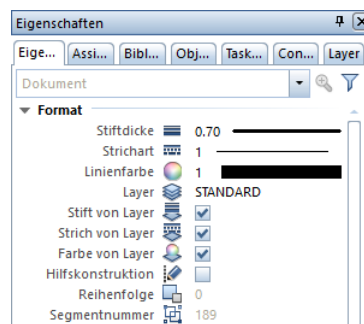 Eigenschaften
Eige... Assi... Bibl... Obj... Task... Con... Layer
Dokument
Format
Stiftdicke 0.70
Strichart 1
Linienfarbe 1
Layer STANDARD
Stift von Layer
Strich von Layer
Farbe von Layer
Hilfskonstruktion
Reihenfolge 0
Segmentnummer 189